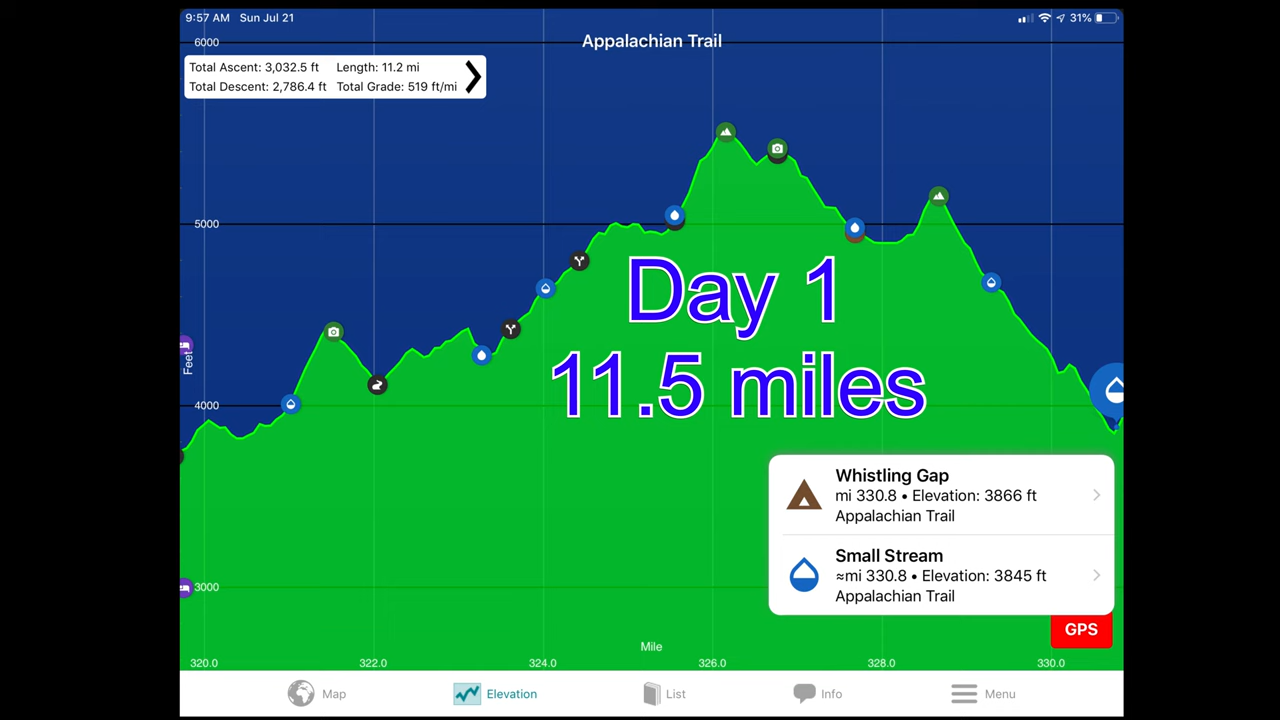 9:57 AM Sun Jul 21
31%
6000
Appalachian Trail
Total Ascent: 3,032.5 ft Length: 11.2 mi
Total Descent: 2,786.4 ft Total Grade: 519 ft/mi
5000
Day 1
11.5 miles
Feet
4000
Whistling Gap
mi 330.8 • Elevation: 3866 ft
Appalachian Trail
Small Stream
≈mi 330.8 • Elevation: 3845 ft
Appalachian Trail
3000
GPS
Mile
320.0 322.0 324.0 326.0 328.0 330.0
Map Elevation List Info Menu